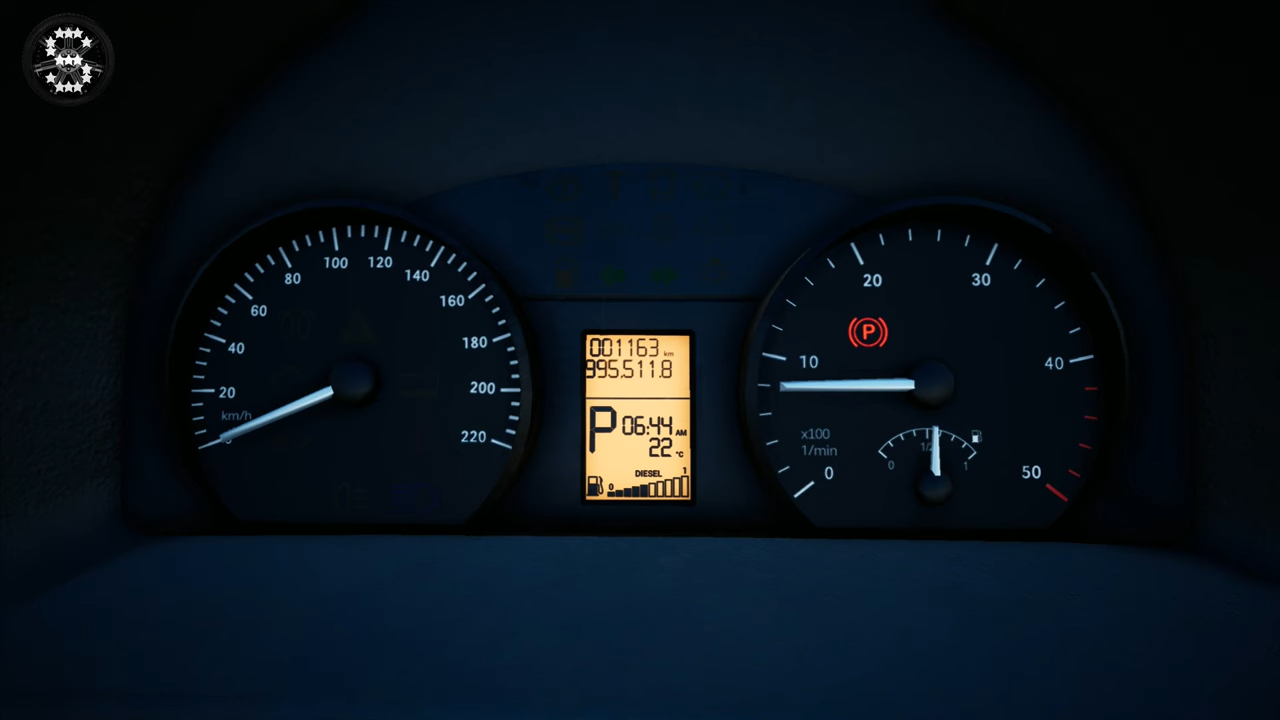 20
40
60
80
100
120
140
160
180
200
220
km/h
001163 km
995.511.8
P 06:44 AM
22 °C
DIESEL
0 1
0
10
20
30
40
50
P
x100
1/min
0 1/2 1